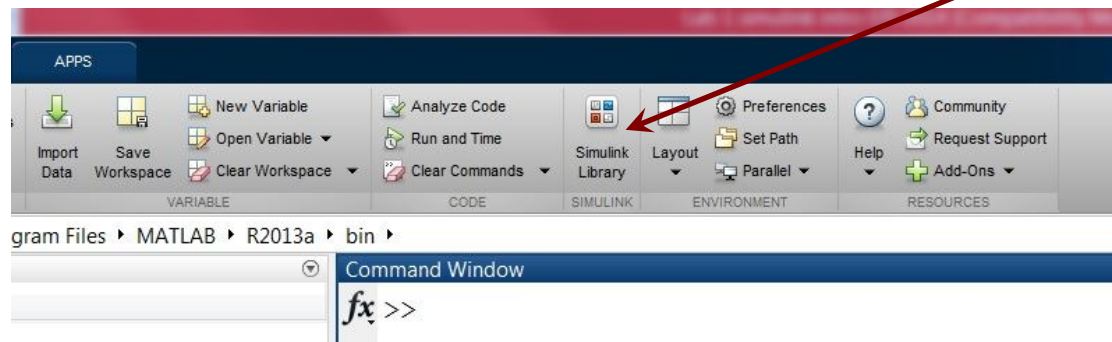 APPS
New Variable
Analyze Code
Preferences
Community
Open Variable
Run and Time
Set Path
Request Support
Import Data
Save Workspace
Clear Workspace
Clear Commands
Simulink Library
Layout
Parallel
Help
Add-Ons
VARIABLE
CODE
SIMULINK
ENVIRONMENT
RESOURCES
gram Files MATLAB R2013a bin
Command Window
fx >>